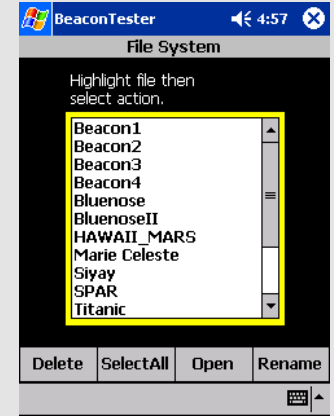 BeaconTester 4:57
File System
Highlight file then
select action.
Beacon1
Beacon2
Beacon3
Beacon4
Bluenose
BluenoseII
HAWAII_MARS
Marie Celeste
Siyay
SPAR
Titanic
Delete SelectAll Open Rename